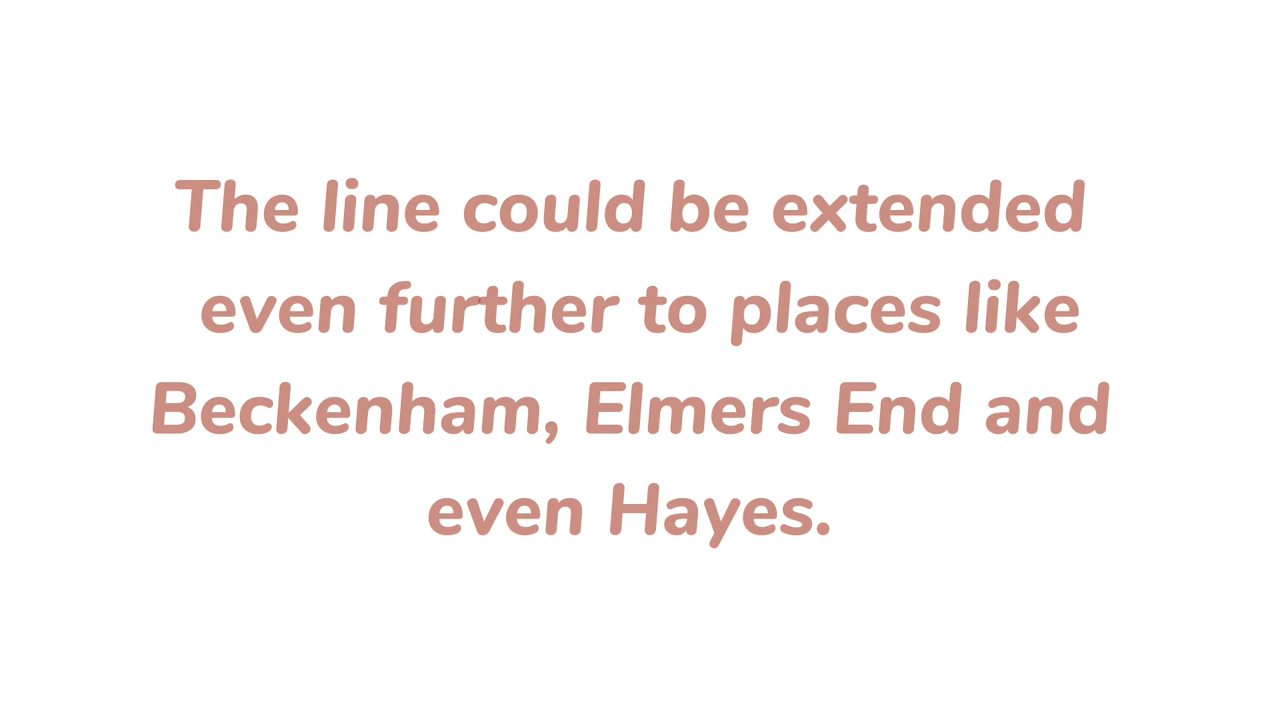 The line could be extended
even further to places like
Beckenham, Elmers End and
even Hayes.